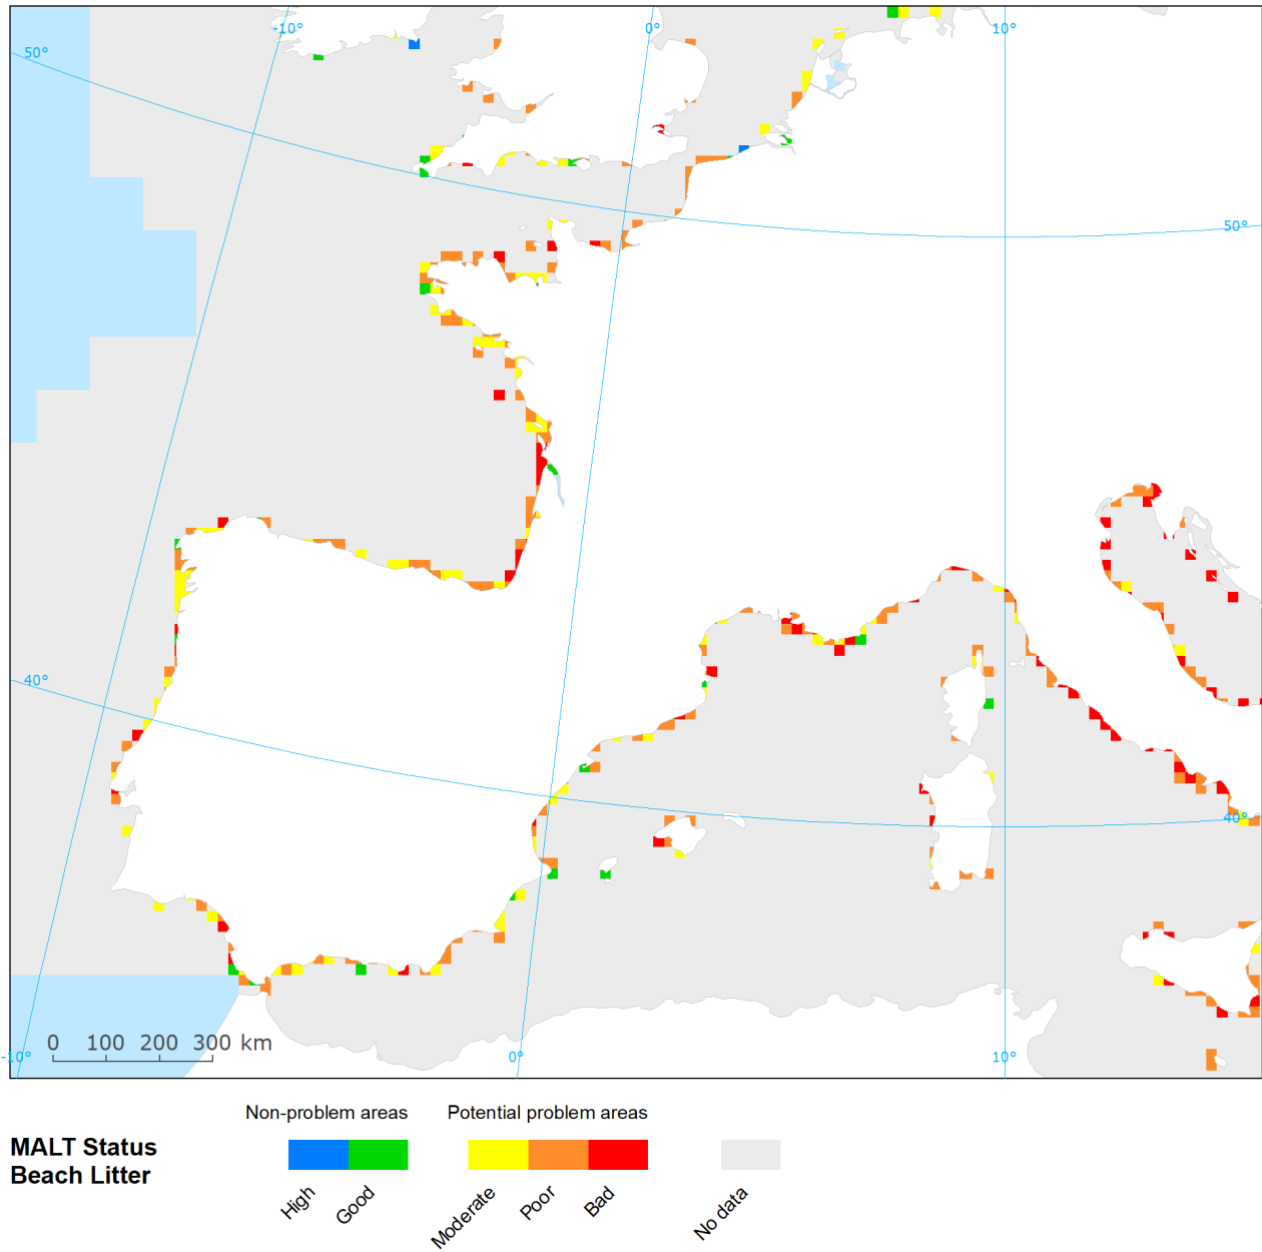 -10° 0° 10°
50°
50°
40°
40°
0 100 200 300 km
-10° 0° 10°
Non-problem areas Potential problem areas
MALT Status
Beach Litter
High Good Moderate Poor Bad No data